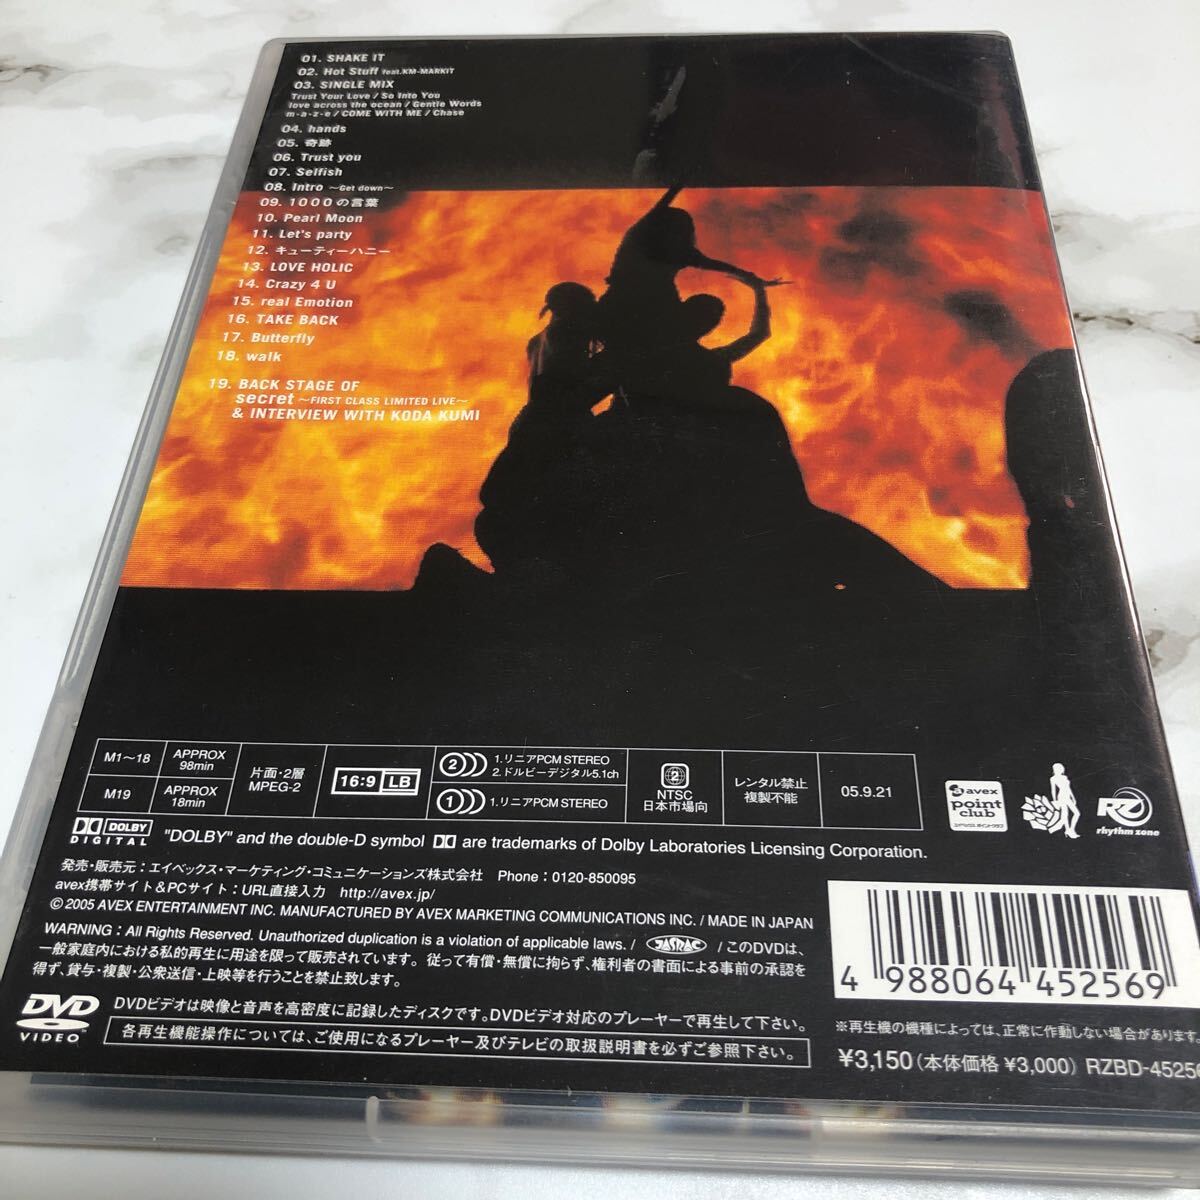 01. SHAKE IT
02. Hot Stuff feat.KM-MARKIT
03. SINGLE MIX
Trust Your Love / So Into You
love across the ocean / Gentle Words
m・a・z・e / COME WITH ME / Chase
04. hands
05. 奇跡
06. Trust you
07. Selfish
08. Intro ～Get down～
09. 1000の言葉
10. Pearl Moon
11. Let's party
12. キューティーハニー
13. LOVE HOLIC
14. Crazy 4 U
15. real Emotion
16. TAKE BACK
17. Butterfly
18. walk
19. BACK STAGE OF
secret ～FIRST CLASS LIMITED LIVE～
& INTERVIEW WITH KODA KUMI
M1～18
APPROX
98min
M19
APPROX
18min
片面・2層
MPEG-2
16:9 LB
2
1.リニアPCM STEREO
2.ドルビーデジタル5.1ch
1
1.リニアPCM STEREO
2
NTSC
日本市場向
レンタル禁止
複製不能
05.9.21
avex
point
club
エイベックス ポイントクラブ
RZ
rhythm zone
DOLBY
DIGITAL
"DOLBY" and the double-D symbol are trademarks of Dolby Laboratories Licensing Corporation.
発売・販売元：エイベックス・マーケティング・コミュニケーションズ株式会社 Phone：0120-850095
avex携帯サイト＆PCサイト：URL直接入力 http://avex.jp/
© 2005 AVEX ENTERTAINMENT INC. MANUFACTURED BY AVEX MARKETING COMMUNICATIONS INC. / MADE IN JAPAN
WARNING : All Rights Reserved. Unauthorized duplication is a violation of applicable laws. / JASRAC / このDVDは、
一般家庭内における私的再生に用途を限って販売されています。従って有償・無償に拘らず、権利者の書面による事前の承認を
得ず、貸与・複製・公衆送信・上映等を行うことを禁止致します。
DVD
VIDEO
DVDビデオは映像と音声を高密度に記録したディスクです。DVDビデオ対応のプレーヤーで再生して下さい。
各再生機能操作については、ご使用になるプレーヤー及びテレビの取扱説明書を必ずご参照下さい。
4 988064 452569
※再生機の機種によっては、正常に作動しない場合があります。
¥3,150（本体価格 ¥3,000） RZBD-45256